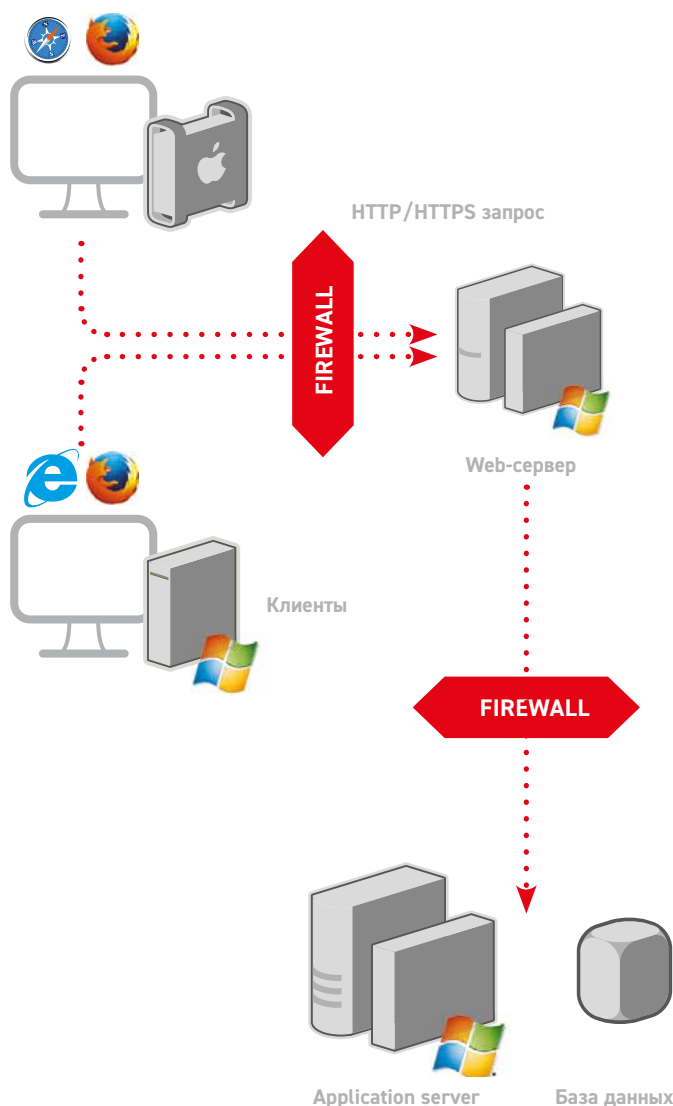 HTTP/HTTPS запрос
FIREWALL
Web-сервер
Клиенты
FIREWALL
Application server
База данных